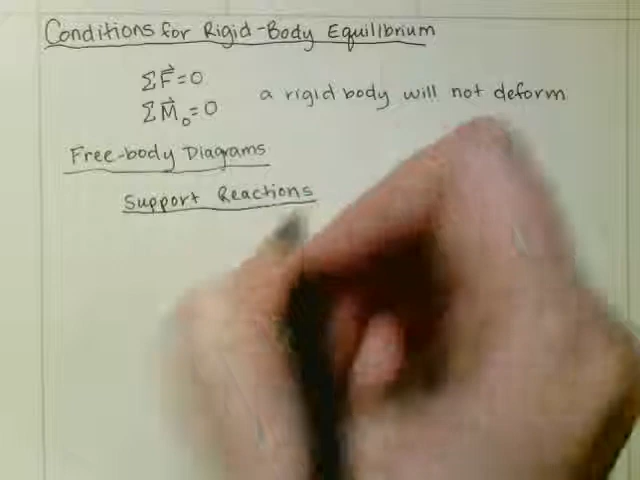 Conditions for Rigid-Body Equilibrium
ΣF⃗=0
ΣM⃗₀=0 a rigid body will not deform
Free-body Diagrams
Support Reactions